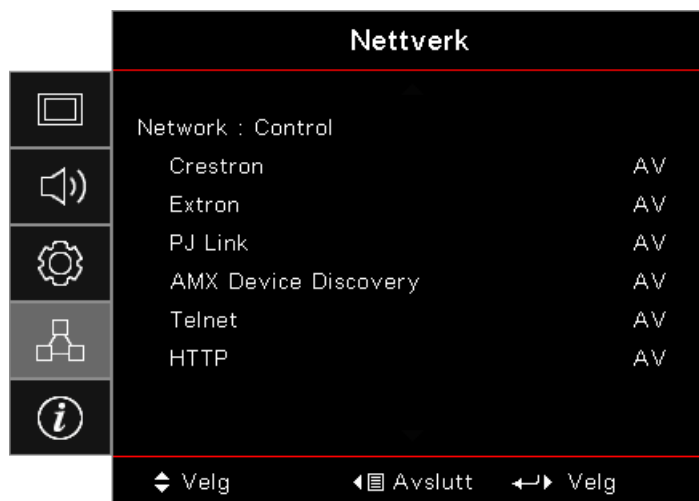 Nettverk
Network : Control
Crestron AV
Extron AV
PJ Link AV
AMX Device Discovery AV
Telnet AV
HTTP AV
Velg Avslutt Velg